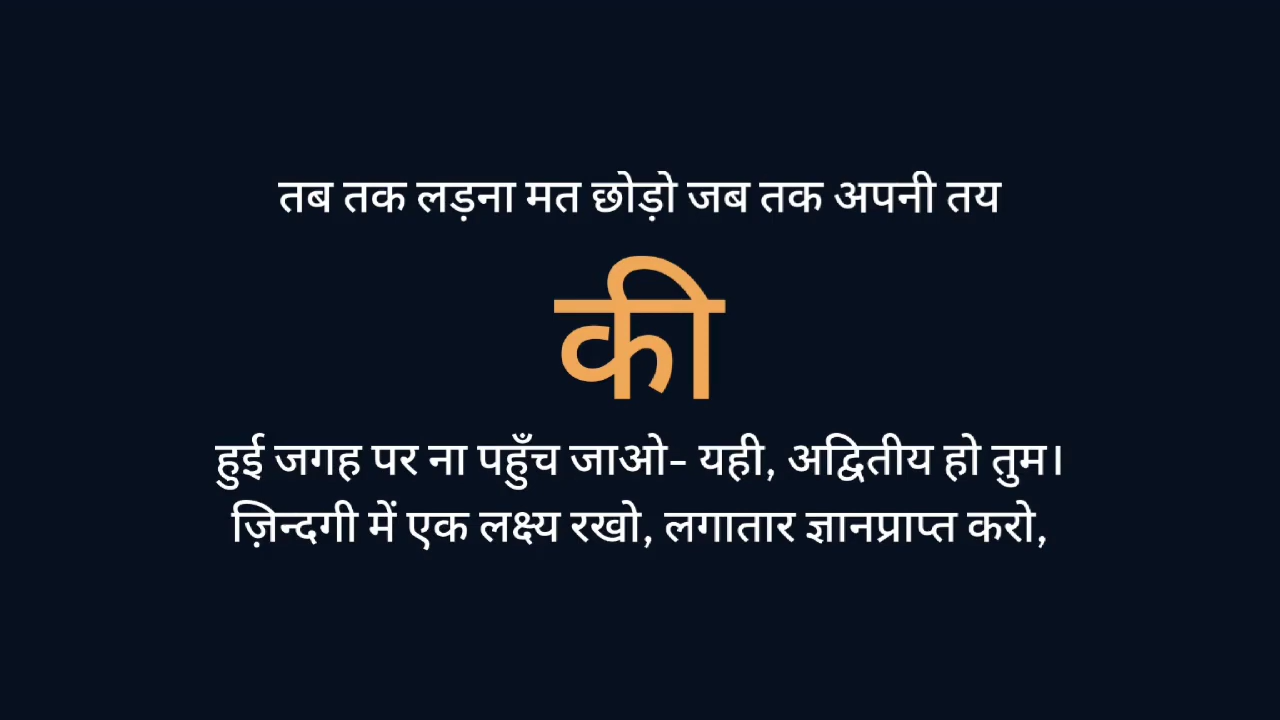 तब तक लड़ना मत छोड़ो जब तक अपनी तय
की
हुई जगह पर ना पहुँच जाओ- यही, अद्वितीय हो तुम।
ज़िन्दगी में एक लक्ष्य रखो, लगातार ज्ञानप्राप्त करो,